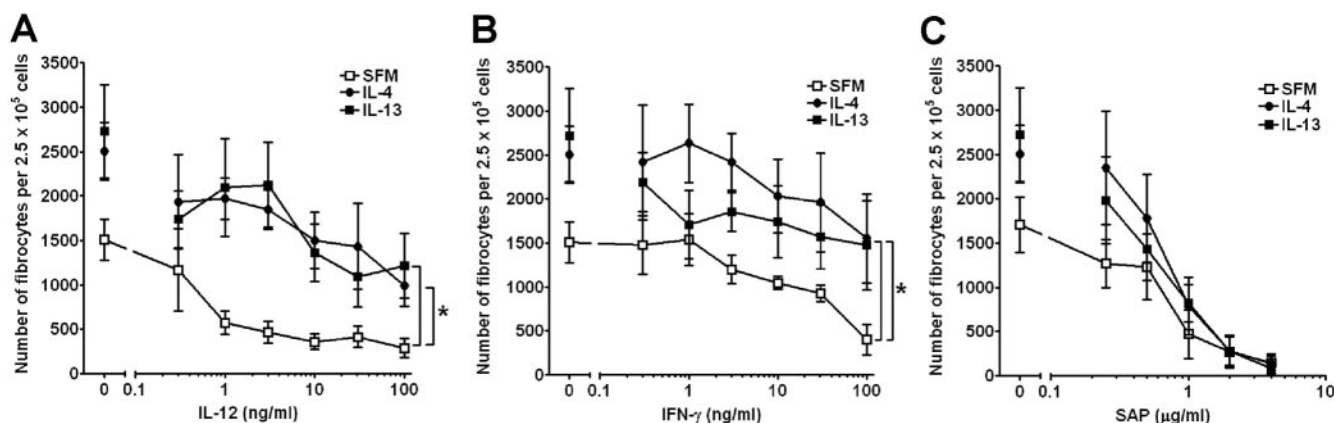 A
Number of fibrocytes per 2.5 x 10⁵ cells
3500
3000
2500
2000
1500
1000
500
0
SFM
IL-4
IL-13
*
0 0.1 1 10 100
IL-12 (ng/ml)
B
Number of fibrocytes per 2.5 x 10⁵ cells
3500
3000
2500
2000
1500
1000
500
0
SFM
IL-4
IL-13
*
0 0.1 1 10 100
IFN-γ (ng/ml)
C
Number of fibrocytes per 2.5 x 10⁵ cells
3500
3000
2500
2000
1500
1000
500
0
SFM
IL-4
IL-13
0 0.1 1 10
SAP (μg/ml)